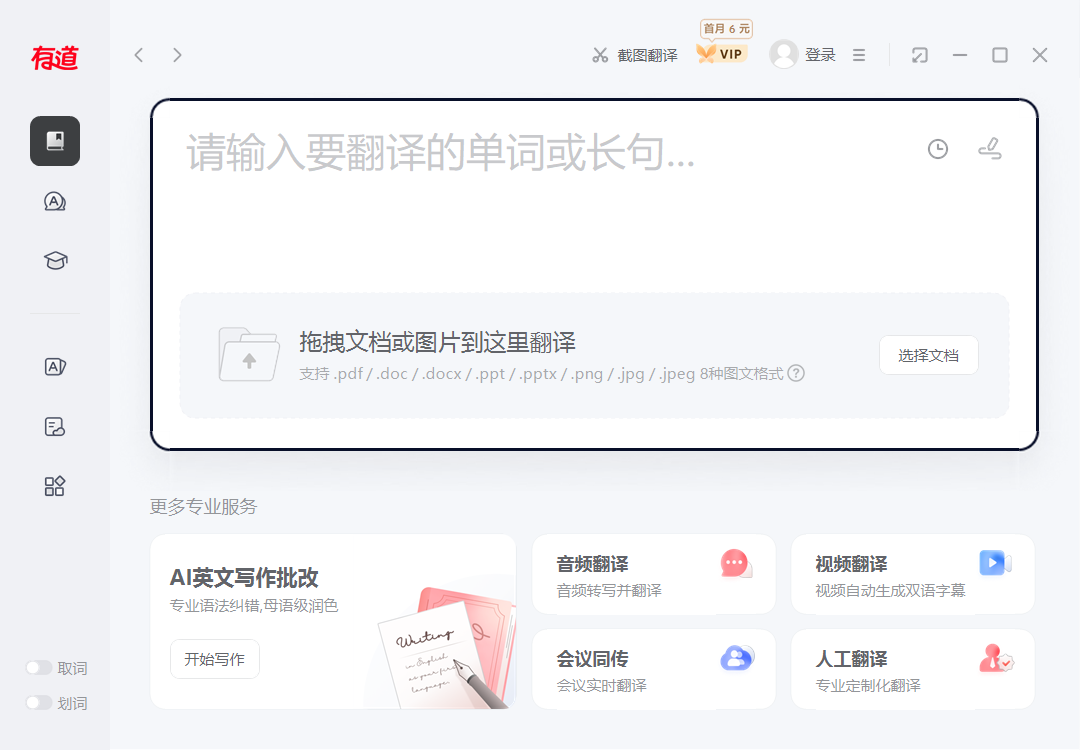 有道
首月 6 元
截图翻译
VIP
登录
请输入要翻译的单词或长句...
拖拽文档或图片到这里翻译
支持 .pdf / .doc / .docx / .ppt / .pptx / .png / .jpg / .jpeg 8种图文格式
选择文档
更多专业服务
AI英文写作批改
专业语法纠错,母语级润色
开始写作
Writing
in English
as your first
language.
音频翻译
音频转写并翻译
视频翻译
视频自动生成双语字幕
会议同传
会议实时翻译
人工翻译
专业定制化翻译
取词
划词